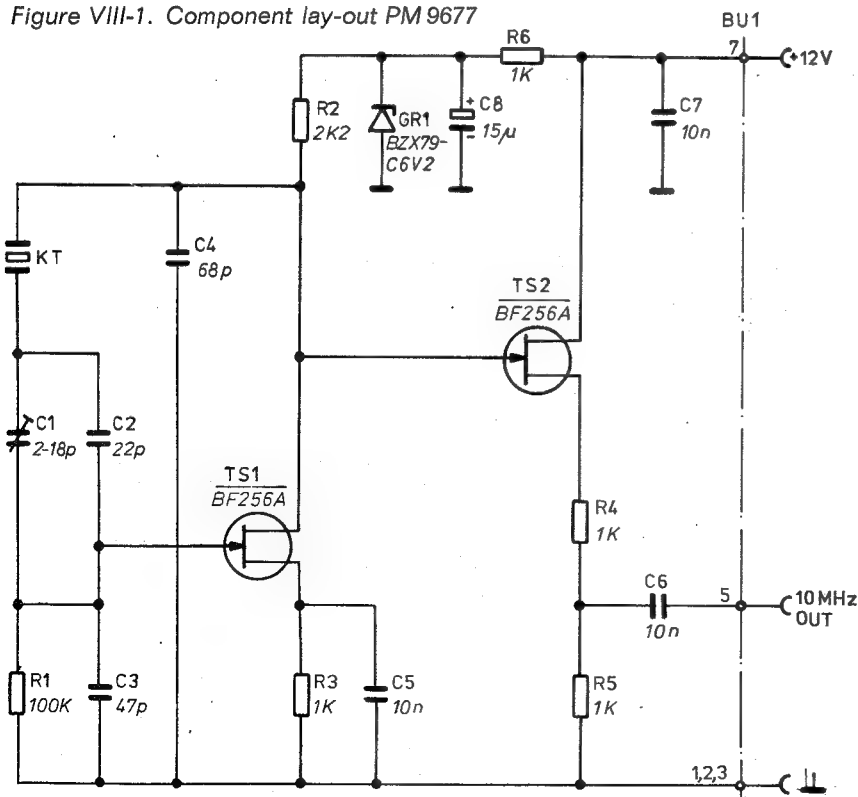 Figure VIII-1. Component lay-out PM 9677
BU1
R6
1K
7
+12V
R2
2K2
GR1
BZX79-
C6V2
+
C8
15µ
-
C7
10n
KT
C4
68p
TS2
BF256A
C1
2-18p
C2
22p
TS1
BF256A
R4
1K
C6
10n
5
10MHz
OUT
R1
100K
C3
47p
R3
1K
C5
10n
R5
1K
1,2,3